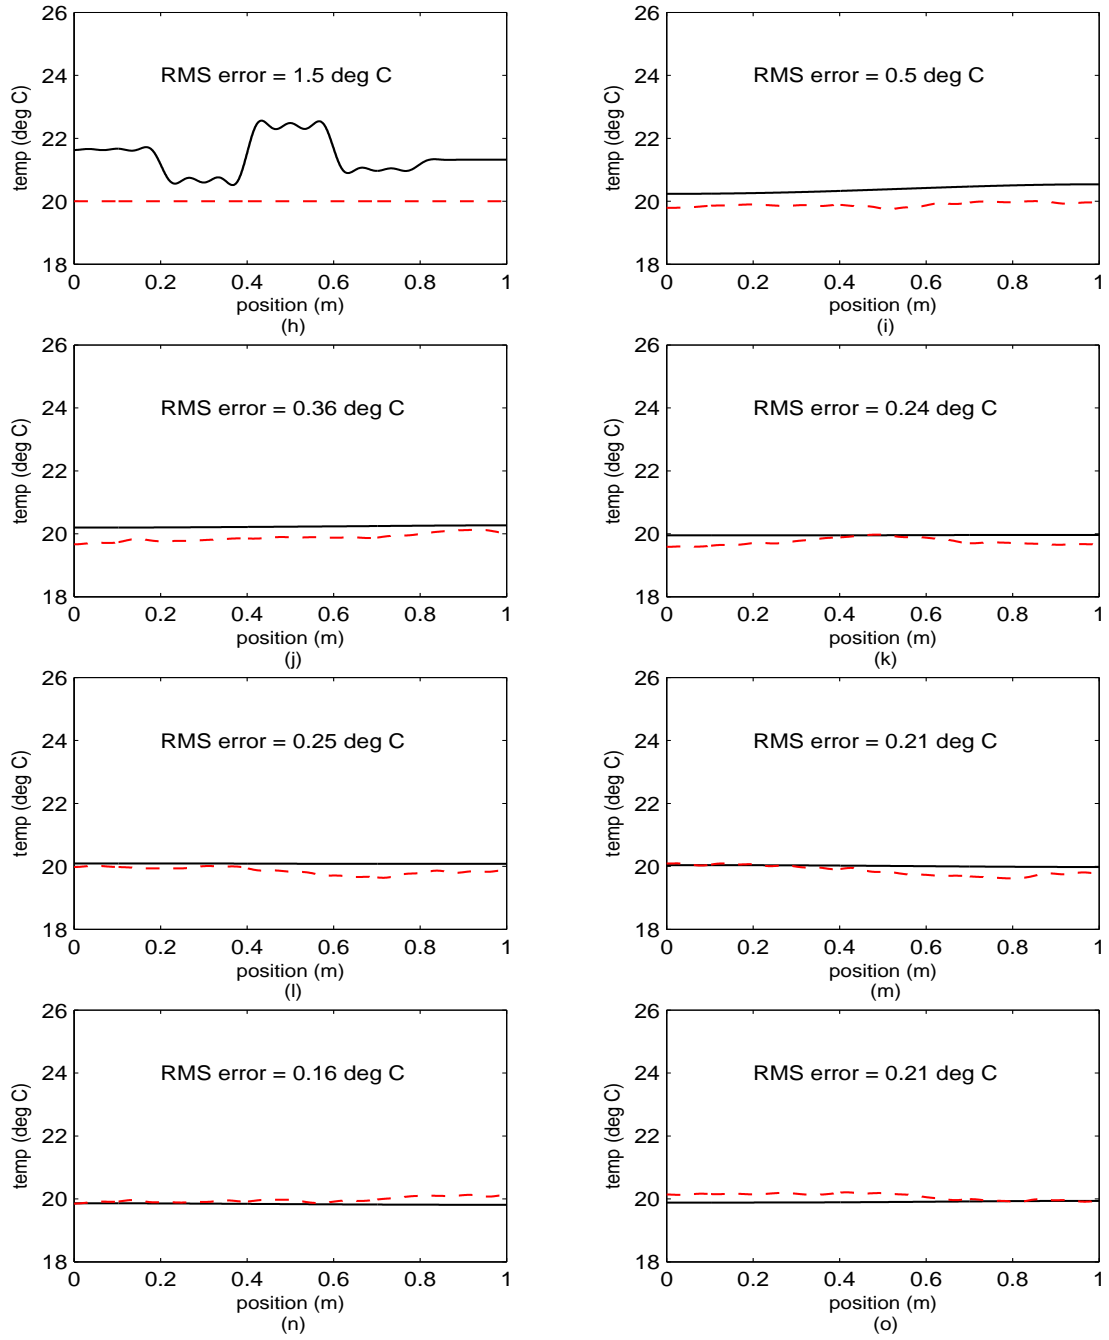 26
24
22
20
18
temp (deg C)
RMS error = 1.5 deg C
0 0.2 0.4 0.6 0.8 1
position (m)
(h)
26
24
22
20
18
temp (deg C)
RMS error = 0.5 deg C
0 0.2 0.4 0.6 0.8 1
position (m)
(i)
26
24
22
20
18
temp (deg C)
RMS error = 0.36 deg C
0 0.2 0.4 0.6 0.8 1
position (m)
(j)
26
24
22
20
18
temp (deg C)
RMS error = 0.24 deg C
0 0.2 0.4 0.6 0.8 1
position (m)
(k)
26
24
22
20
18
temp (deg C)
RMS error = 0.25 deg C
0 0.2 0.4 0.6 0.8 1
position (m)
(l)
26
24
22
20
18
temp (deg C)
RMS error = 0.21 deg C
0 0.2 0.4 0.6 0.8 1
position (m)
(m)
26
24
22
20
18
temp (deg C)
RMS error = 0.16 deg C
0 0.2 0.4 0.6 0.8 1
position (m)
(n)
26
24
22
20
18
temp (deg C)
RMS error = 0.21 deg C
0 0.2 0.4 0.6 0.8 1
position (m)
(o)